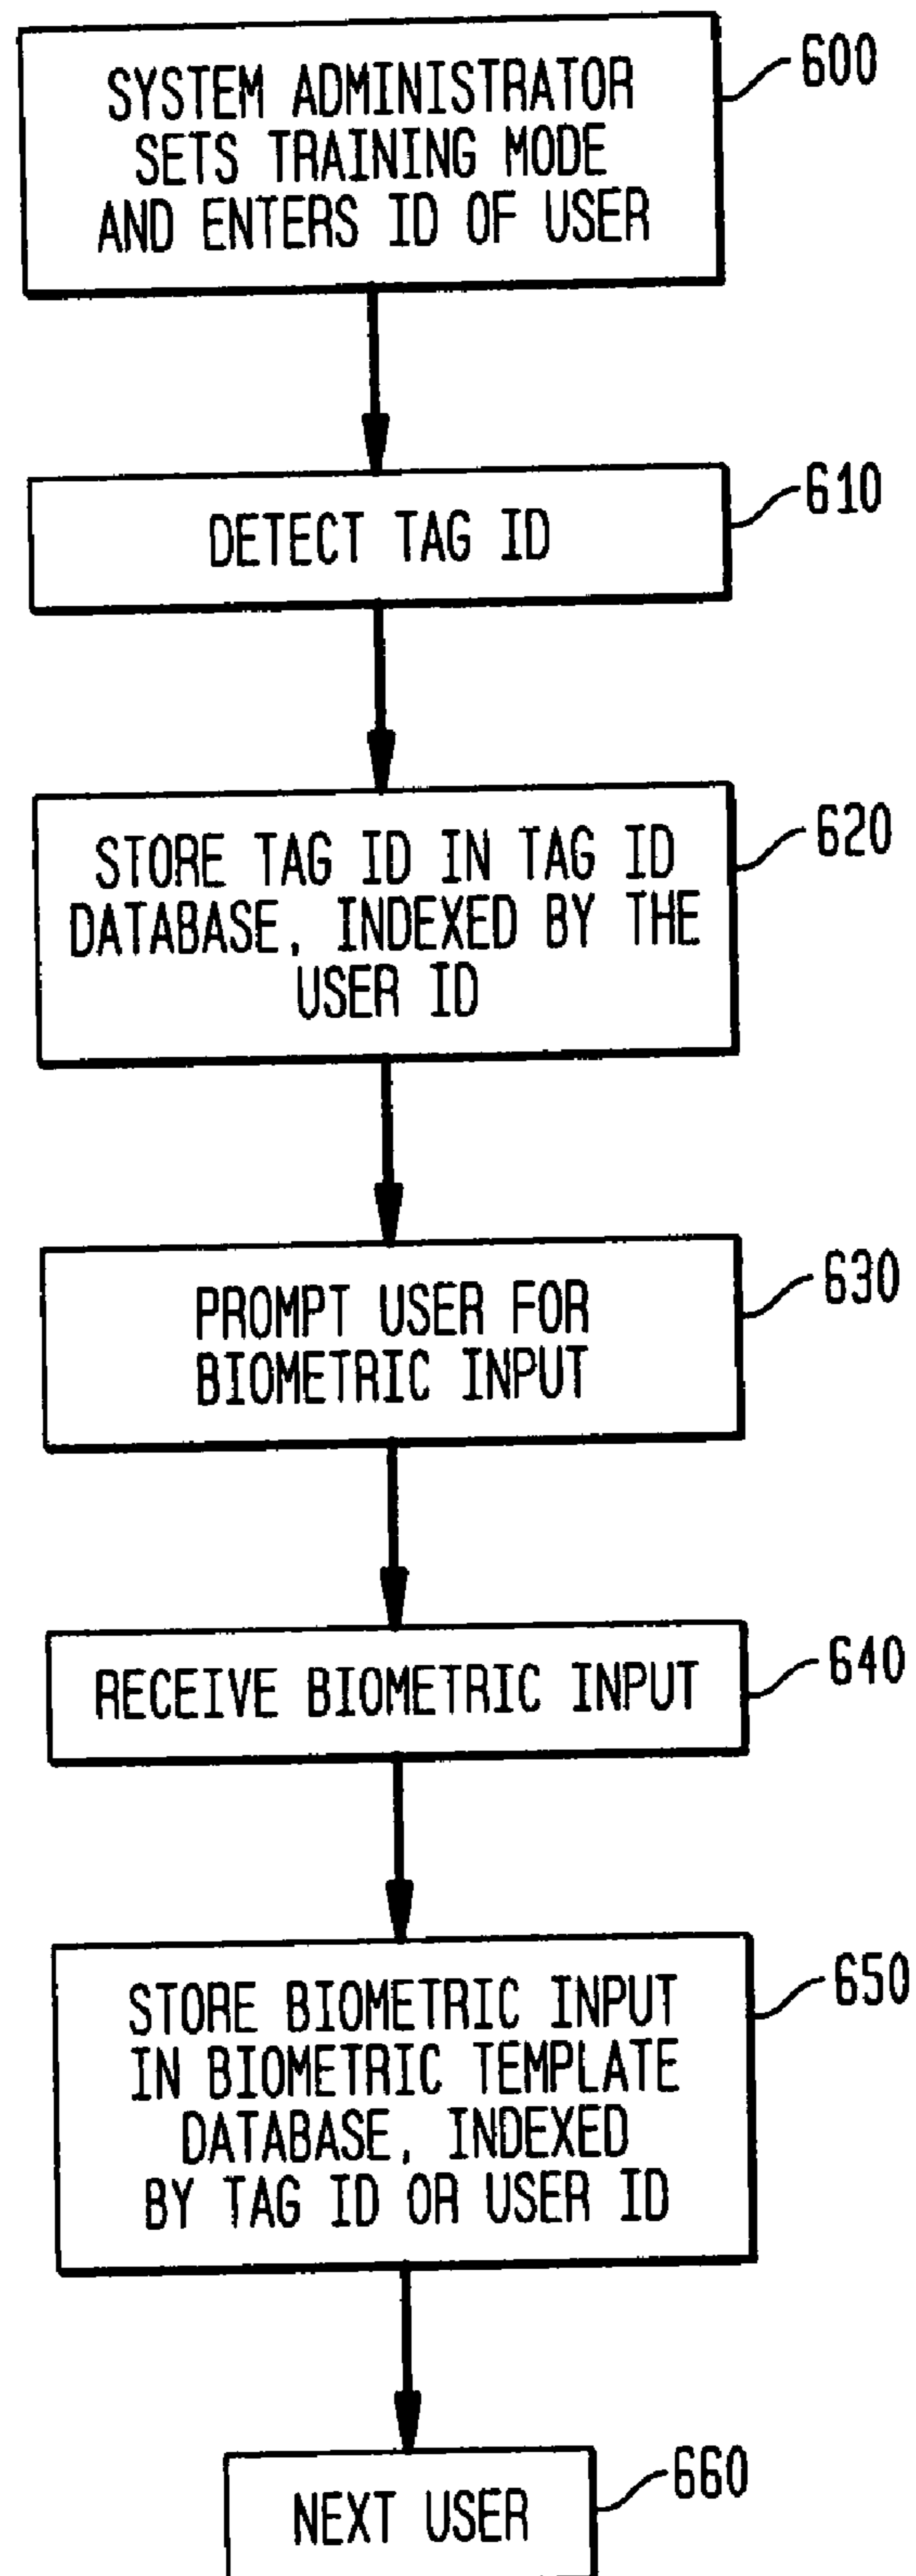 SYSTEM ADMINISTRATOR
SETS TRAINING MODE
AND ENTERS ID OF USER
600
DETECT TAG ID
610
STORE TAG ID IN TAG ID
DATABASE, INDEXED BY THE
USER ID
620
PROMPT USER FOR
BIOMETRIC INPUT
630
RECEIVE BIOMETRIC INPUT
640
STORE BIOMETRIC INPUT
IN BIOMETRIC TEMPLATE
DATABASE, INDEXED
BY TAG ID OR USER ID
650
NEXT USER
660